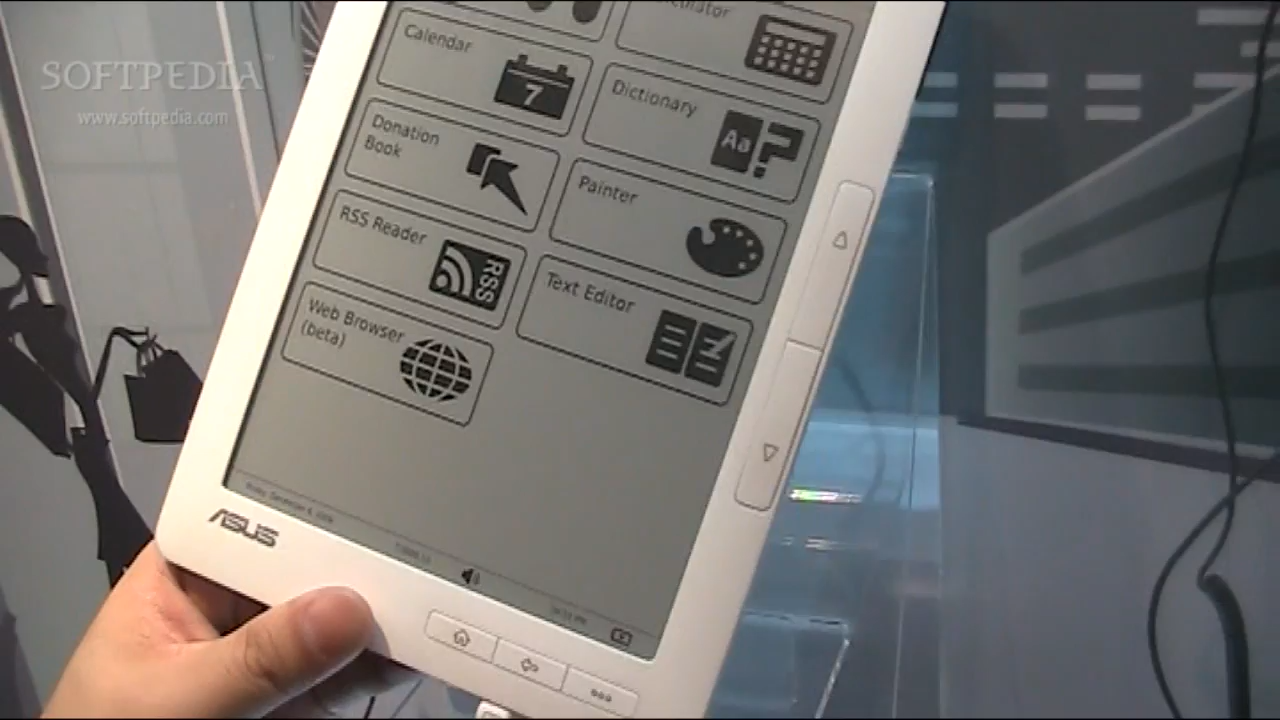 SOFTPEDIA
www.softpedia.com
Calendar
7
Dictionary
Aa?
Donation
Book
Painter
RSS Reader
RSS
Text Editor
Web Browser
(beta)
ASUS